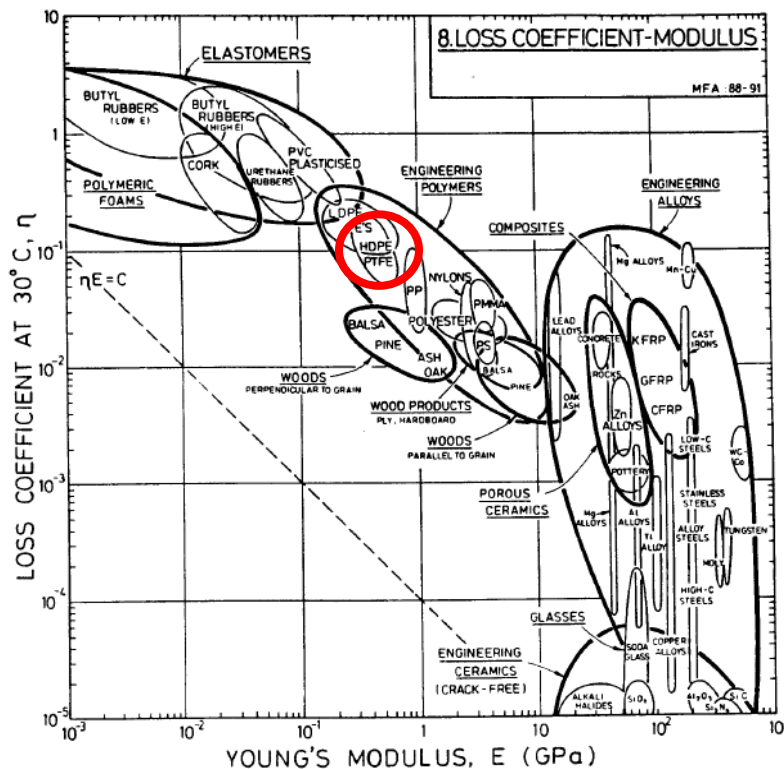 8.LOSS COEFFICIENT-MODULUS
MFA :88-91
LOSS COEFFICIENT AT 30°C, η
10
1
10⁻¹
10⁻²
10⁻³
10⁻⁴
10⁻⁵
ELASTOMERS
BUTYL
RUBBERS
(LOW E)
BUTYL
RUBBERS
(HIGH E)
CORK
URETHANE
RUBBERS
PVC
PLASTICISED
POLYMERIC
FOAMS
ηE=C
ENGINEERING
POLYMERS
LDPE
E'S
HDPE
PTFE
PP
NYLONS
PMMA
POLYESTER
PS
BALSA
PINE
ASH
OAK
WOODS
PERPENDICULAR TO GRAIN
BALSA
PINE
OAK
ASH
WOOD PRODUCTS
PLY, HARDBOARD
WOODS
PARALLEL TO GRAIN
ENGINEERING
ALLOYS
COMPOSITES
Mg ALLOYS
Mn-Cu
LEAD
ALLOYS
CONCRETE
ROCKS
KFRP
GFRP
CFRP
CAST
IRONS
Zn
ALLOYS
LOW-C
STEELS
WC-
Co
POTTERY
POROUS
CERAMICS
Mg
ALLOYS
Al
ALLOYS
Ti
ALLOY
STAINLESS
STEELS
ALLOY
STEELS
TUNGSTEN
MOLY
HIGH-C
STEELS
GLASSES
SODA
GLASS
COPPER
ALLOYS
ENGINEERING
CERAMICS
(CRACK-FREE)
ALKALI
HALIDES
SiO₂
Al₂O₃
SiC
10⁻³
10⁻²
10⁻¹
1
10
10²
10³
YOUNG'S MODULUS, E (GPa)